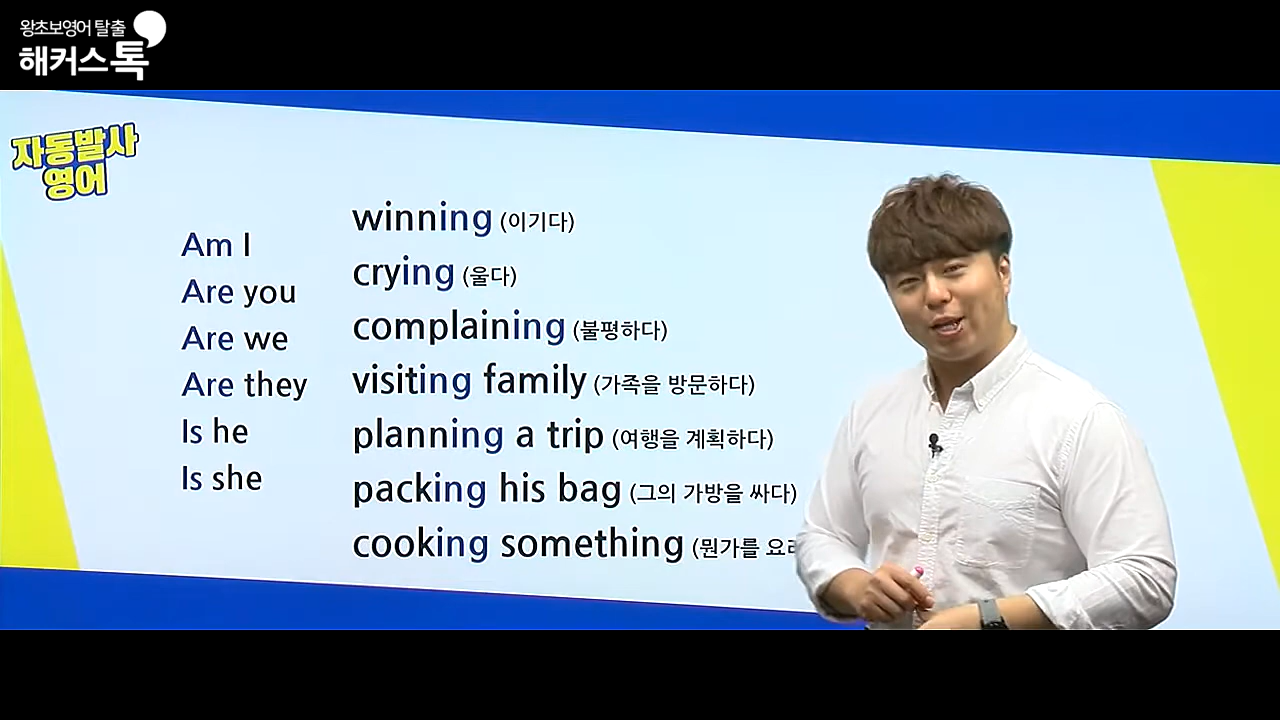 왕초보영어 탈출
해커스톡
자동발사
영어
Am I
Are you
Are we
Are they
Is he
Is she
winning (이기다)
crying (울다)
complaining (불평하다)
visiting family (가족을 방문하다)
planning a trip (여행을 계획하다)
packing his bag (그의 가방을 싸다)
cooking something (뭔가를